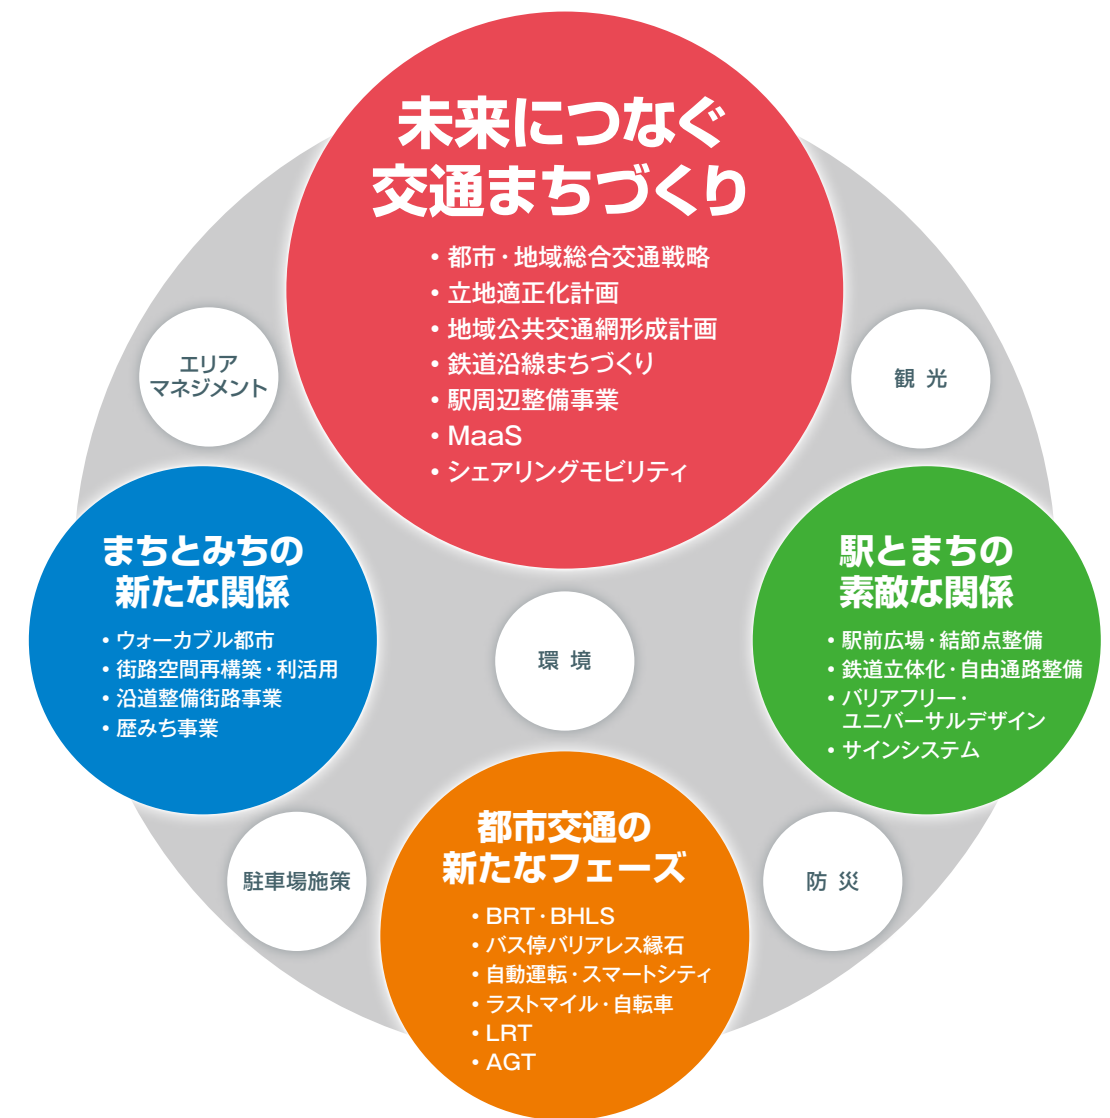 未来につなぐ
交通まちづくり
• 都市・地域総合交通戦略
• 立地適正化計画
• 地域公共交通網形成計画
• 鉄道沿線まちづくり
• 駅周辺整備事業
• MaaS
• シェアリングモビリティ
エリア
マネジメント
観光
まちとみちの
新たな関係
• ウォーカブル都市
• 街路空間再構築・利活用
• 沿道整備街路事業
• 歴みち事業
環境
駅とまちの
素敵な関係
• 駅前広場・結節点整備
• 鉄道立体化・自由通路整備
• バリアフリー・
ユニバーサルデザイン
• サインシステム
駐車場施策
都市交通の
新たなフェーズ
• BRT・BHLS
• バス停バリアレス縁石
• 自動運転・スマートシティ
• ラストマイル・自転車
• LRT
• AGT
防災